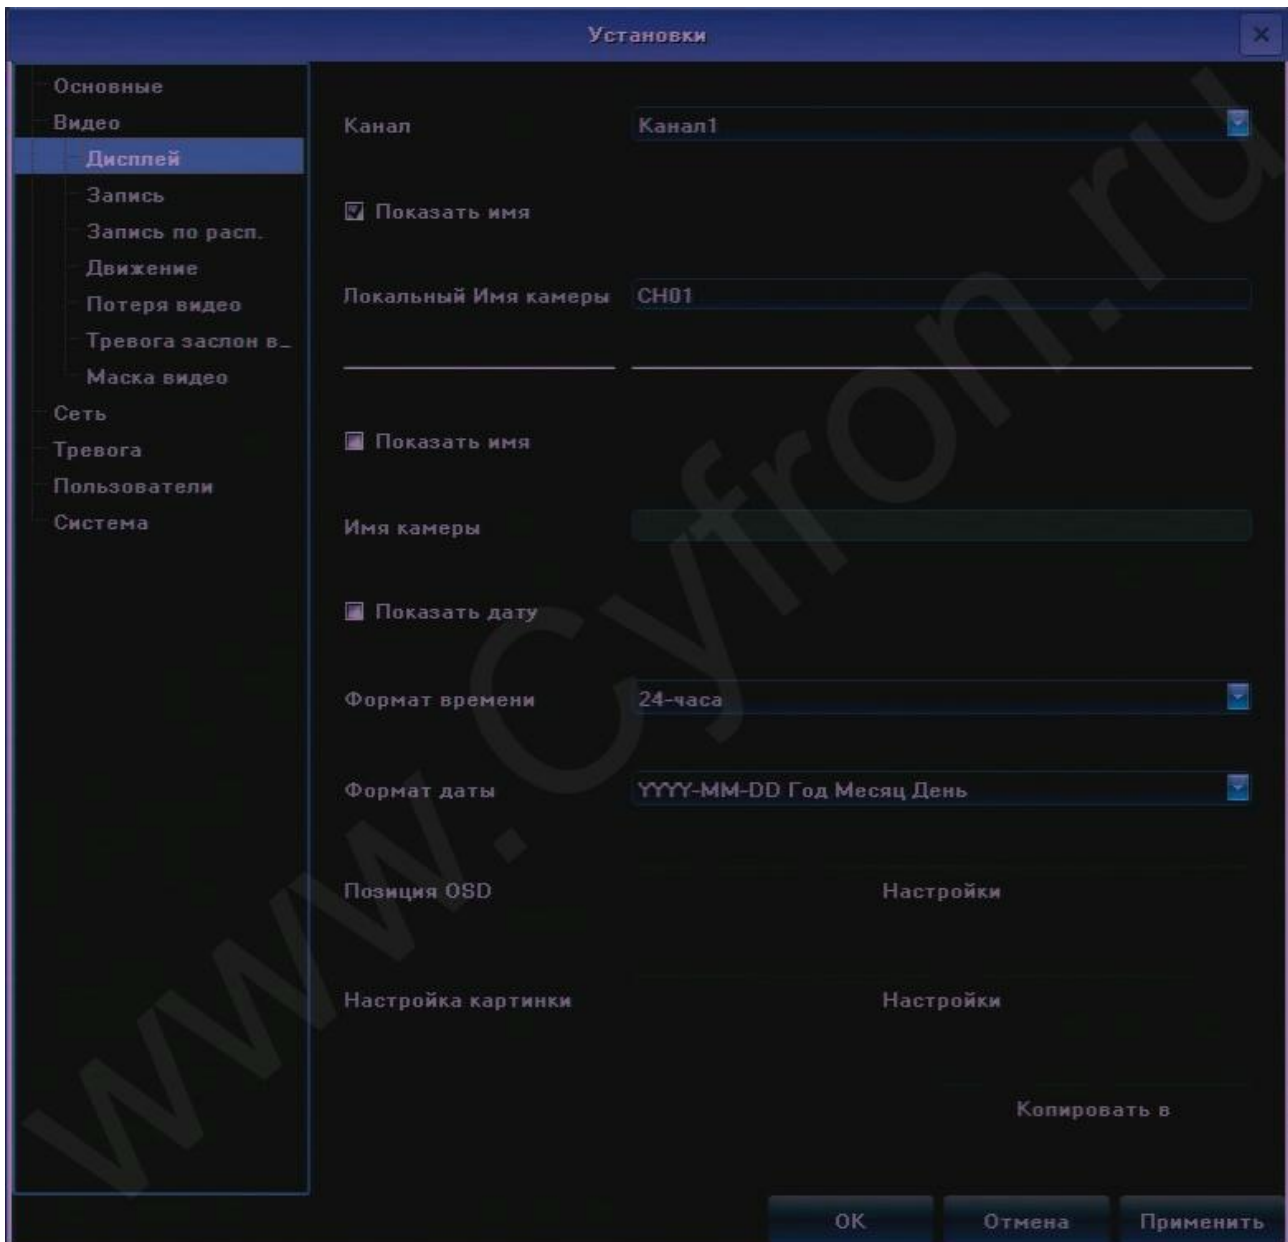 Установки
Основные
Видео
Дисплей
Запись
Запись по расп.
Движение
Потеря видео
Тревога заслон в_
Маска видео
Сеть
Тревога
Пользователи
Система
Канал Канал1
Показать имя
Локальный Имя камеры CH01
Показать имя
Имя камеры
Показать дату
Формат времени 24-часа
Формат даты YYYY-MM-DD Год Месяц День
Позиция OSD Настройки
Настройка картинки Настройки
Копировать в
OK Отмена Применить
www.Cyfron.ru